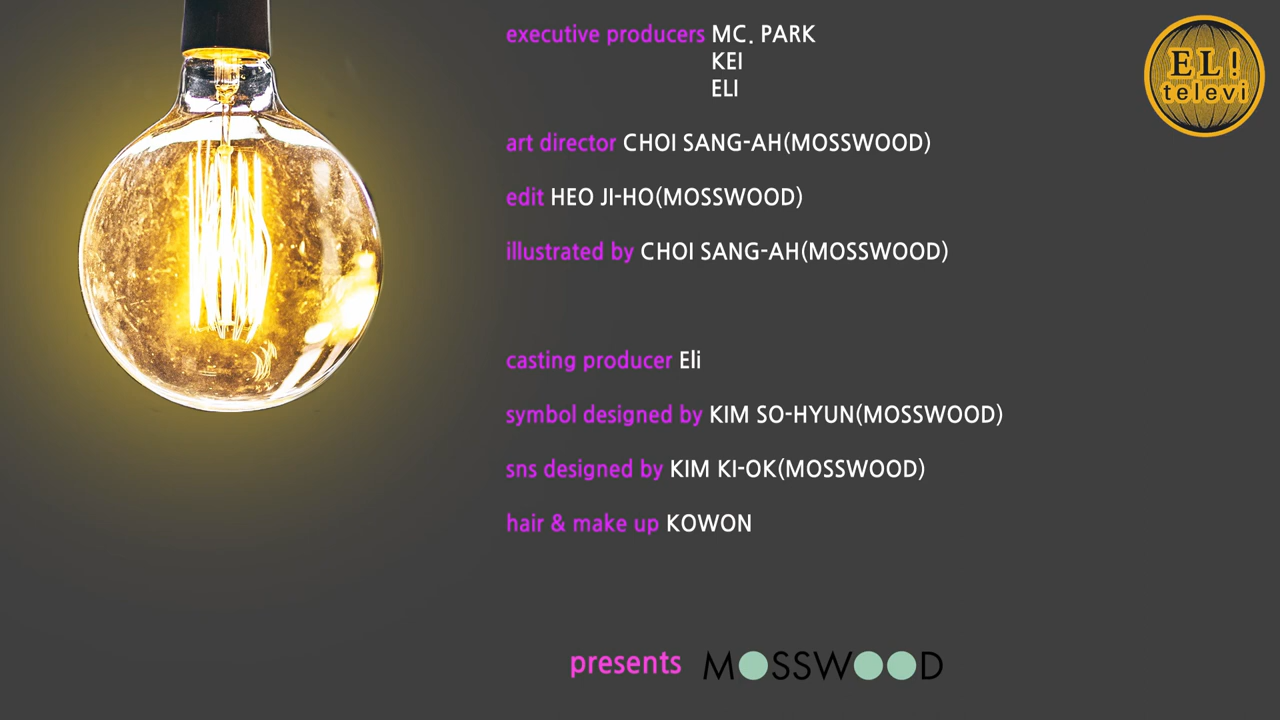 executive producers MC. PARK
KEI
ELI
art director CHOI SANG-AH(MOSSWOOD)
edit HEO JI-HO(MOSSWOOD)
illustrated by CHOI SANG-AH(MOSSWOOD)
casting producer Eli
symbol designed by KIM SO-HYUN(MOSSWOOD)
sns designed by KIM KI-OK(MOSSWOOD)
hair & make up KOWON
presents MOSSWOOD
EL!
televi